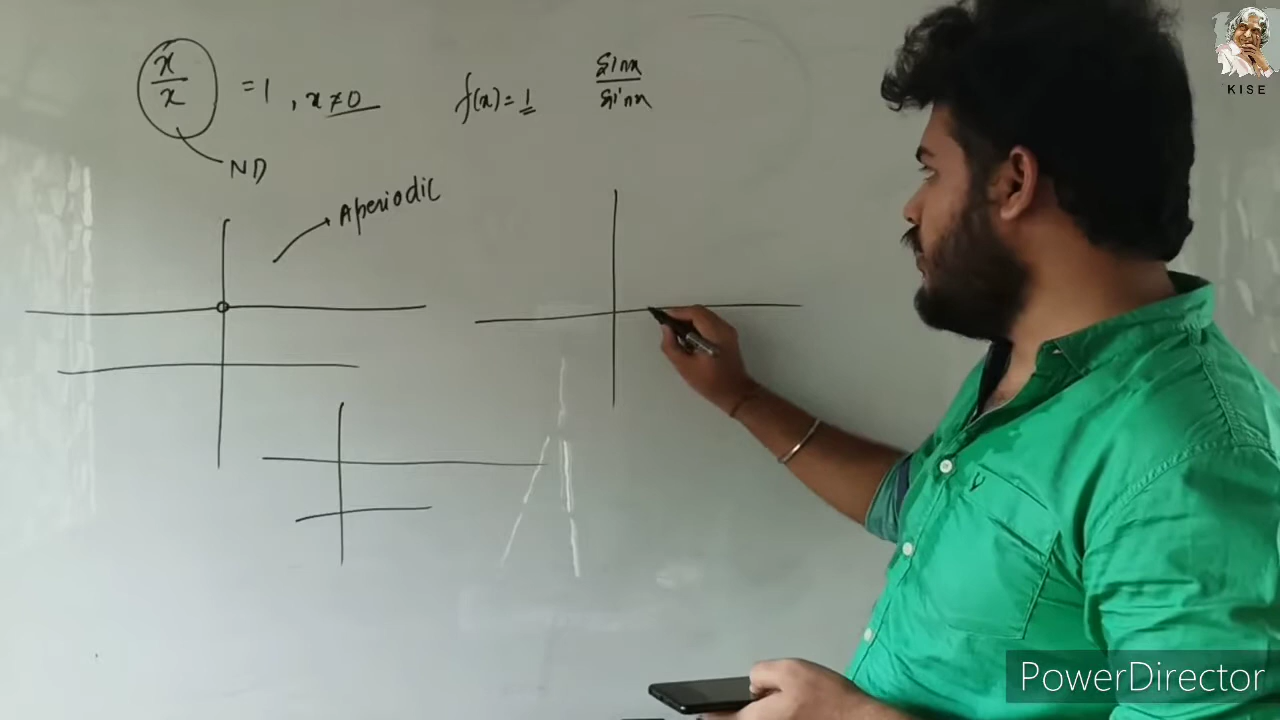 x/x = 1, x ≠ 0
f(x) = 1
sinx/sinx
ND
Aperiodic
KISE
PowerDirector